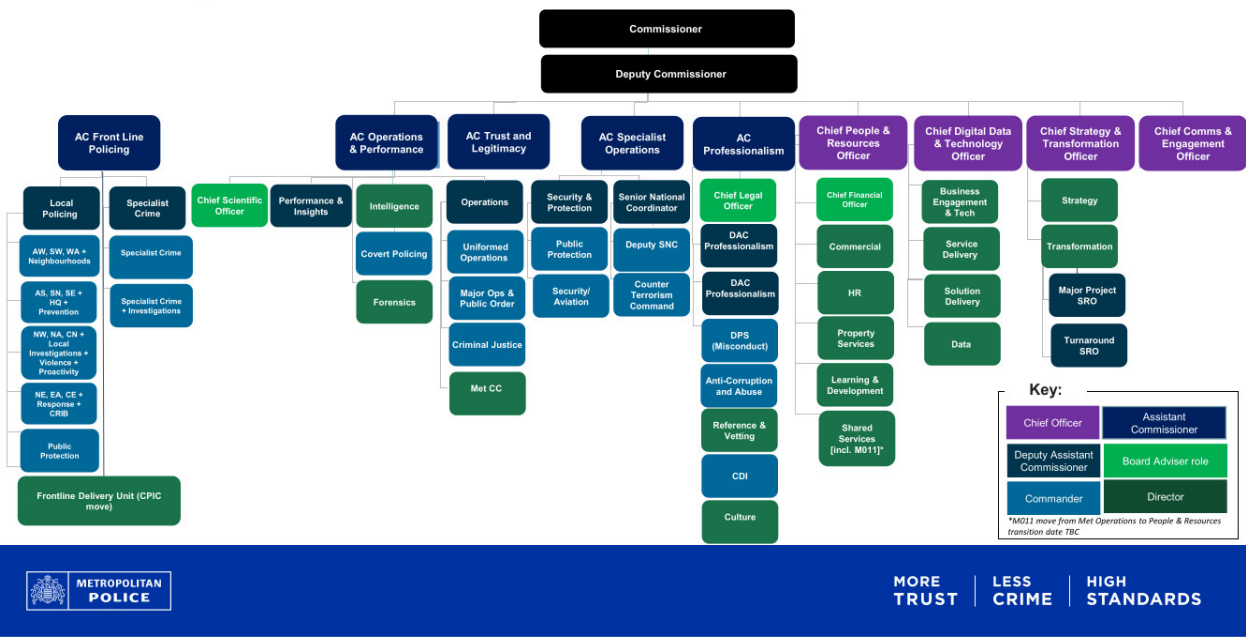 Commissioner
Deputy Commissioner
AC Front Line
Policing
AC Operations
& Performance
AC Trust and
Legitimacy
AC Specialist
Operations
AC
Professionalism
Chief People &
Resources
Officer
Chief Digital Data
& Technology
Officer
Chief Strategy &
Transformation
Officer
Chief Comms &
Engagement
Officer
Local
Policing
AW, SW, WA +
Neighbourhoods
AS, SN, SE +
HQ +
Prevention
NW, NA, CN +
Local
Investigations +
Violence +
Proactivity
NE, EA, CE +
Response +
CRIB
Public
Protection
Frontline Delivery Unit (CPIC
move)
Specialist
Crime
Specialist Crime
Specialist Crime
+ Investigations
Chief Scientific
Officer
Performance &
Insights
Intelligence
Covert Policing
Forensics
Operations
Uniformed
Operations
Major Ops &
Public Order
Criminal Justice
Met CC
Security &
Protection
Public
Protection
Security/
Aviation
Senior National
Coordinator
Deputy SNC
Counter
Terrorism
Command
Chief Legal
Officer
DAC
Professionalism
DAC
Professionalism
DPS
(Misconduct)
Anti-Corruption
and Abuse
Reference &
Vetting
CDI
Culture
Chief Financial
Officer
Commercial
HR
Property
Services
Learning &
Development
Shared
Services
[incl. M011]*
Business
Engagement
& Tech
Service
Delivery
Solution
Delivery
Data
Strategy
Transformation
Major Project
SRO
Turnaround
SRO
Key:
Chief Officer
Assistant
Commissioner
Deputy Assistant
Commissioner
Board Adviser role
Commander
Director
*M011 move from Met Operations to People & Resources
transition date TBC
METROPOLITAN
POLICE
MORE
TRUST
LESS
CRIME
HIGH
STANDARDS